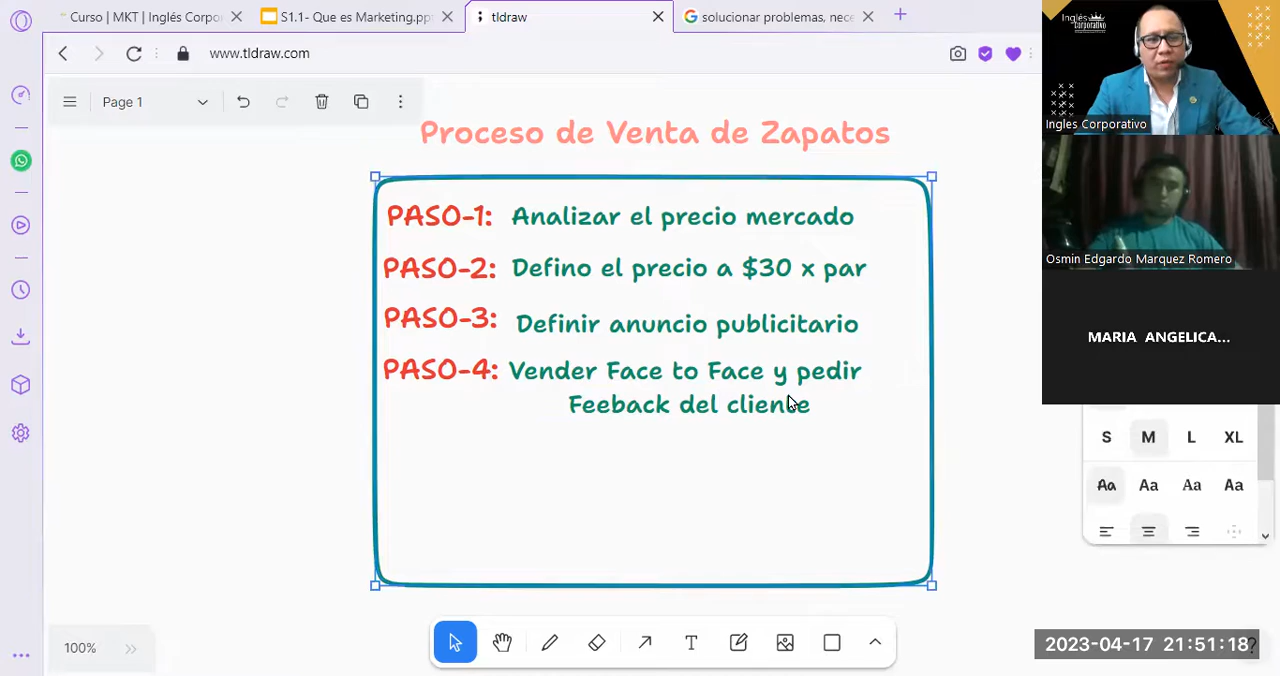 Curso | MKT | Inglés Corpo
S1.1- Que es Marketing.pp
tldraw
solucionar problemas, nece
www.tldraw.com
Page 1
Proceso de Venta de Zapatos
PASO-1: Analizar el precio mercado
PASO-2: Defino el precio a $30 x par
PASO-3: Definir anuncio publicitario
PASO-4: Vender Face to Face y pedir
Feeback del cliente
Inglés
Corporativo
Ingles Corporativo
Osmin Edgardo Marquez Romero
MARIA ANGELICA...
S M L XL
Aa Aa Aa Aa
100%
2023-04-17 21:51:18